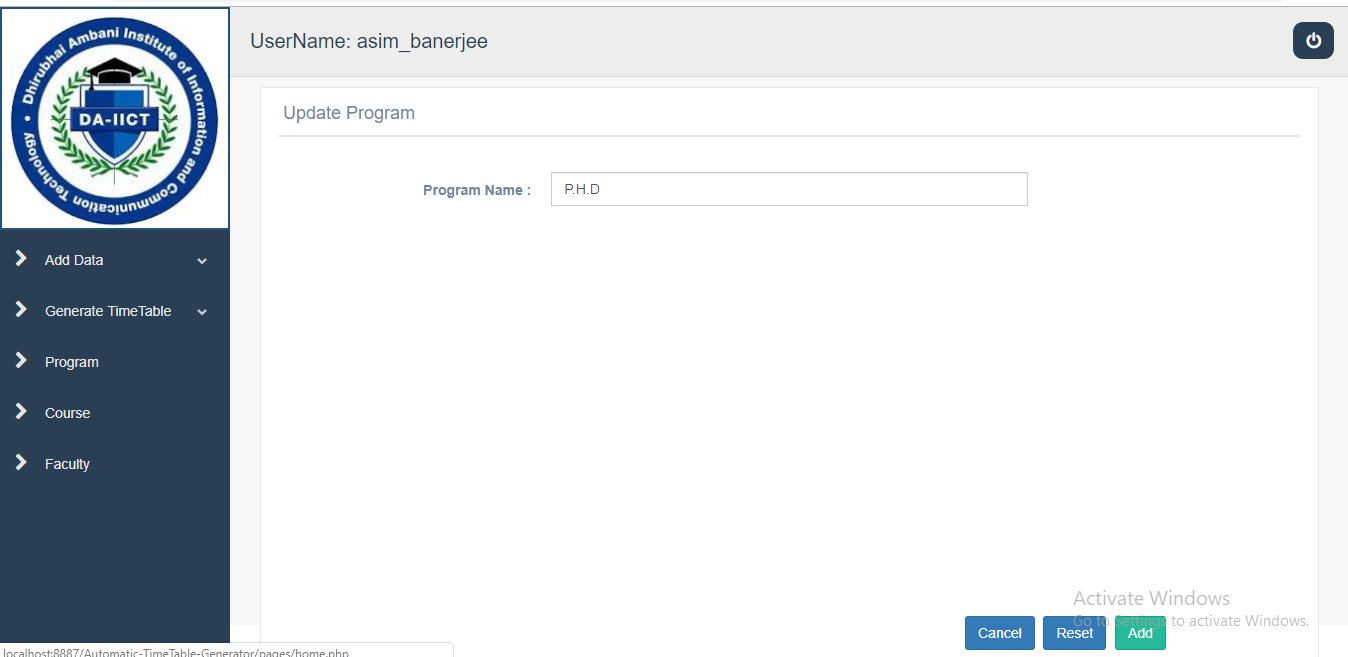 Dhirubhai Ambani Institute of Information and Communication Technology
DA-IICT
UserName: asim_banerjee
Update Program
Program Name :
P.H.D
Add Data
Generate TimeTable
Program
Course
Faculty
Activate Windows
Go to Settings to activate Windows.
Cancel
Reset
Add
localhost:8887/Automatic-TimeTable-Generator/pages/home.php